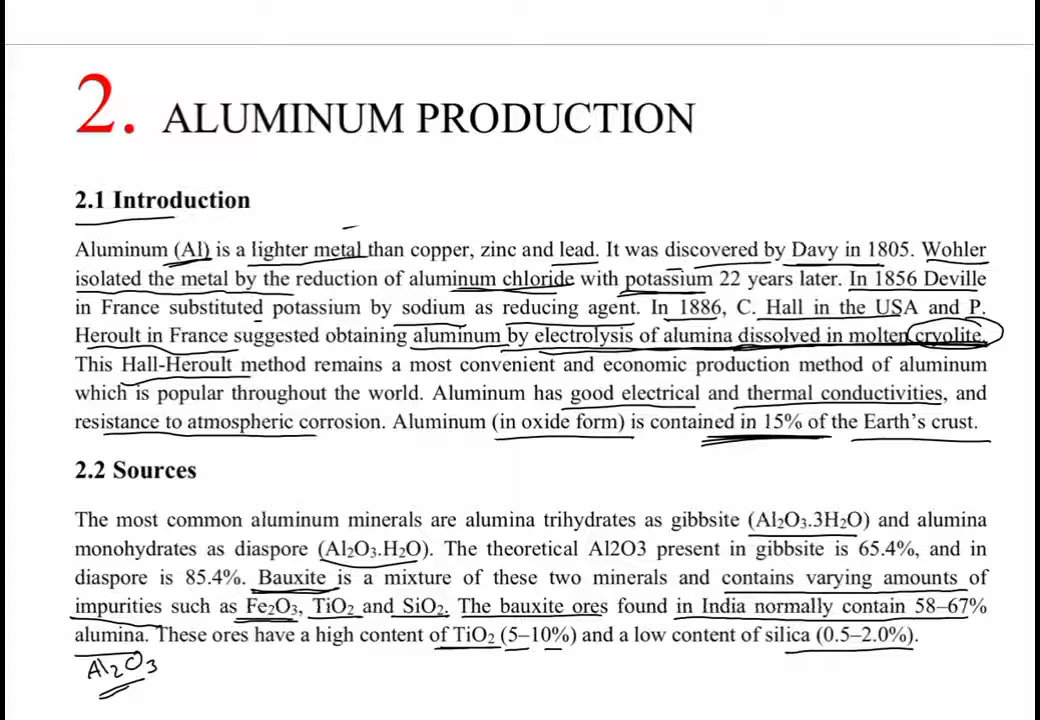 2. ALUMINUM PRODUCTION
2.1 Introduction
Aluminum (Al) is a lighter metal than copper, zinc and lead. It was discovered by Davy in 1805. Wohler
isolated the metal by the reduction of aluminum chloride with potassium 22 years later. In 1856 Deville
in France substituted potassium by sodium as reducing agent. In 1886, C. Hall in the USA and P.
Heroult in France suggested obtaining aluminum by electrolysis of alumina dissolved in molten cryolite.
This Hall-Heroult method remains a most convenient and economic production method of aluminum
which is popular throughout the world. Aluminum has good electrical and thermal conductivities, and
resistance to atmospheric corrosion. Aluminum (in oxide form) is contained in 15% of the Earth’s crust.
2.2 Sources
The most common aluminum minerals are alumina trihydrates as gibbsite (Al₂O₃.3H₂O) and alumina
monohydrates as diaspore (Al₂O₃.H₂O). The theoretical Al2O3 present in gibbsite is 65.4%, and in
diaspore is 85.4%. Bauxite is a mixture of these two minerals and contains varying amounts of
impurities such as Fe₂O₃, TiO₂ and SiO₂. The bauxite ores found in India normally contain 58–67%
alumina. These ores have a high content of TiO₂ (5–10%) and a low content of silica (0.5–2.0%).
Al₂O₃